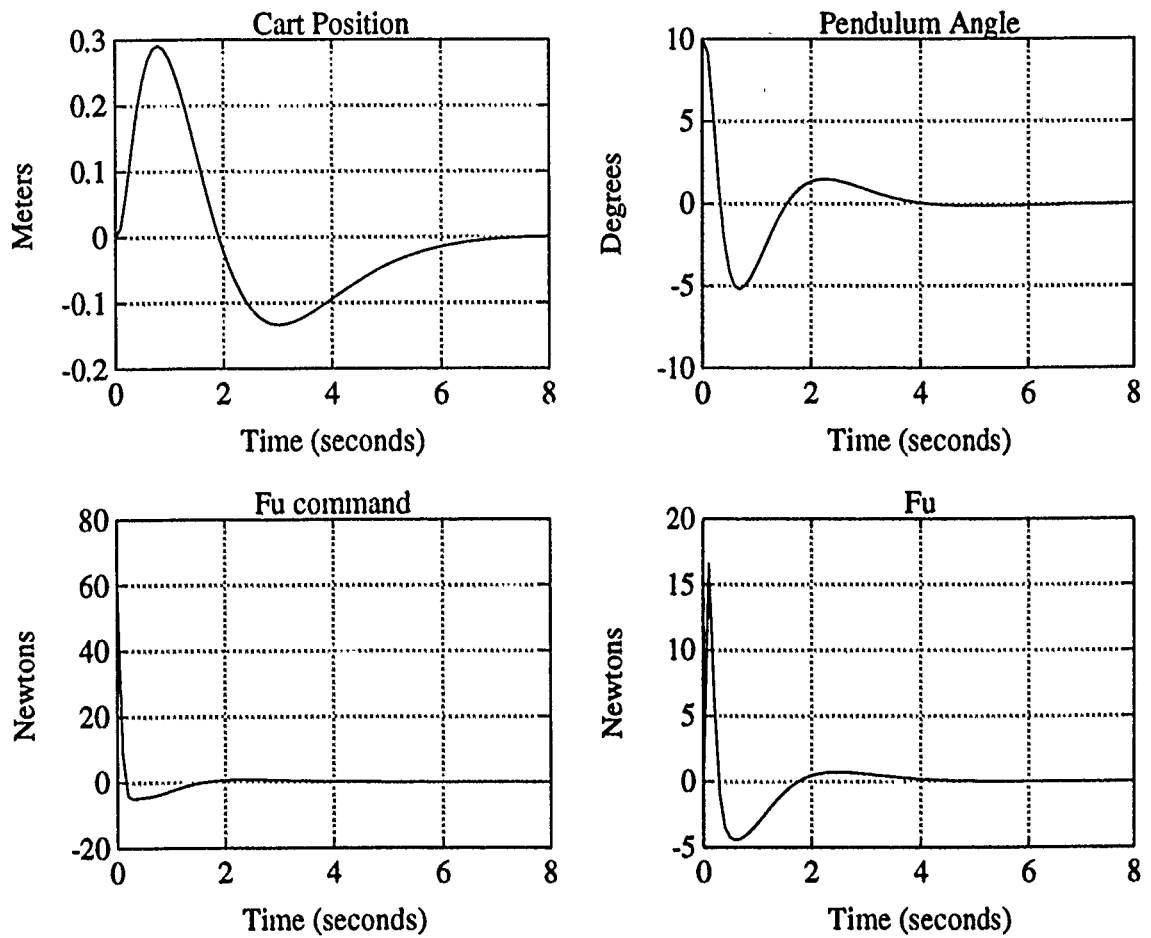 Cart Position
0.3
0.2
0.1
0
-0.1
-0.2
Meters
0 2 4 6 8
Time (seconds)
Pendulum Angle
10
5
0
-5
-10
Degrees
0 2 4 6 8
Time (seconds)
Fu command
80
60
40
20
0
-20
Newtons
0 2 4 6 8
Time (seconds)
Fu
20
15
10
5
0
-5
Newtons
0 2 4 6 8
Time (seconds)